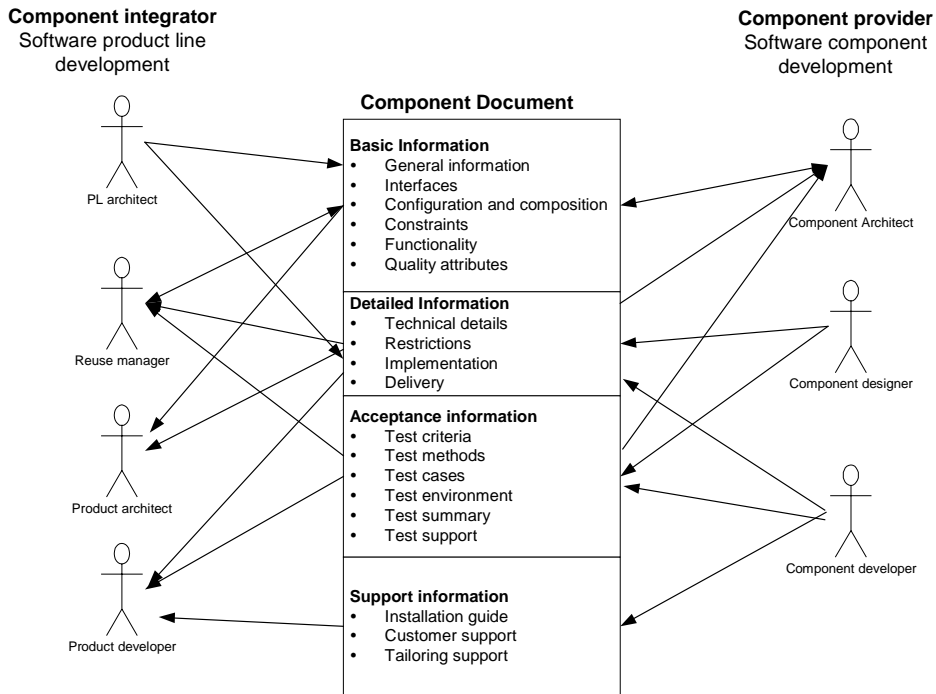 Component integrator
Software product line
development
PL architect
Reuse manager
Product architect
Product developer
Component Document
Basic Information
• General information
• Interfaces
• Configuration and composition
• Constraints
• Functionality
• Quality attributes
Detailed Information
• Technical details
• Restrictions
• Implementation
• Delivery
Acceptance information
• Test criteria
• Test methods
• Test cases
• Test environment
• Test summary
• Test support
Support information
• Installation guide
• Customer support
• Tailoring support
Component provider
Software component
development
Component Architect
Component designer
Component developer